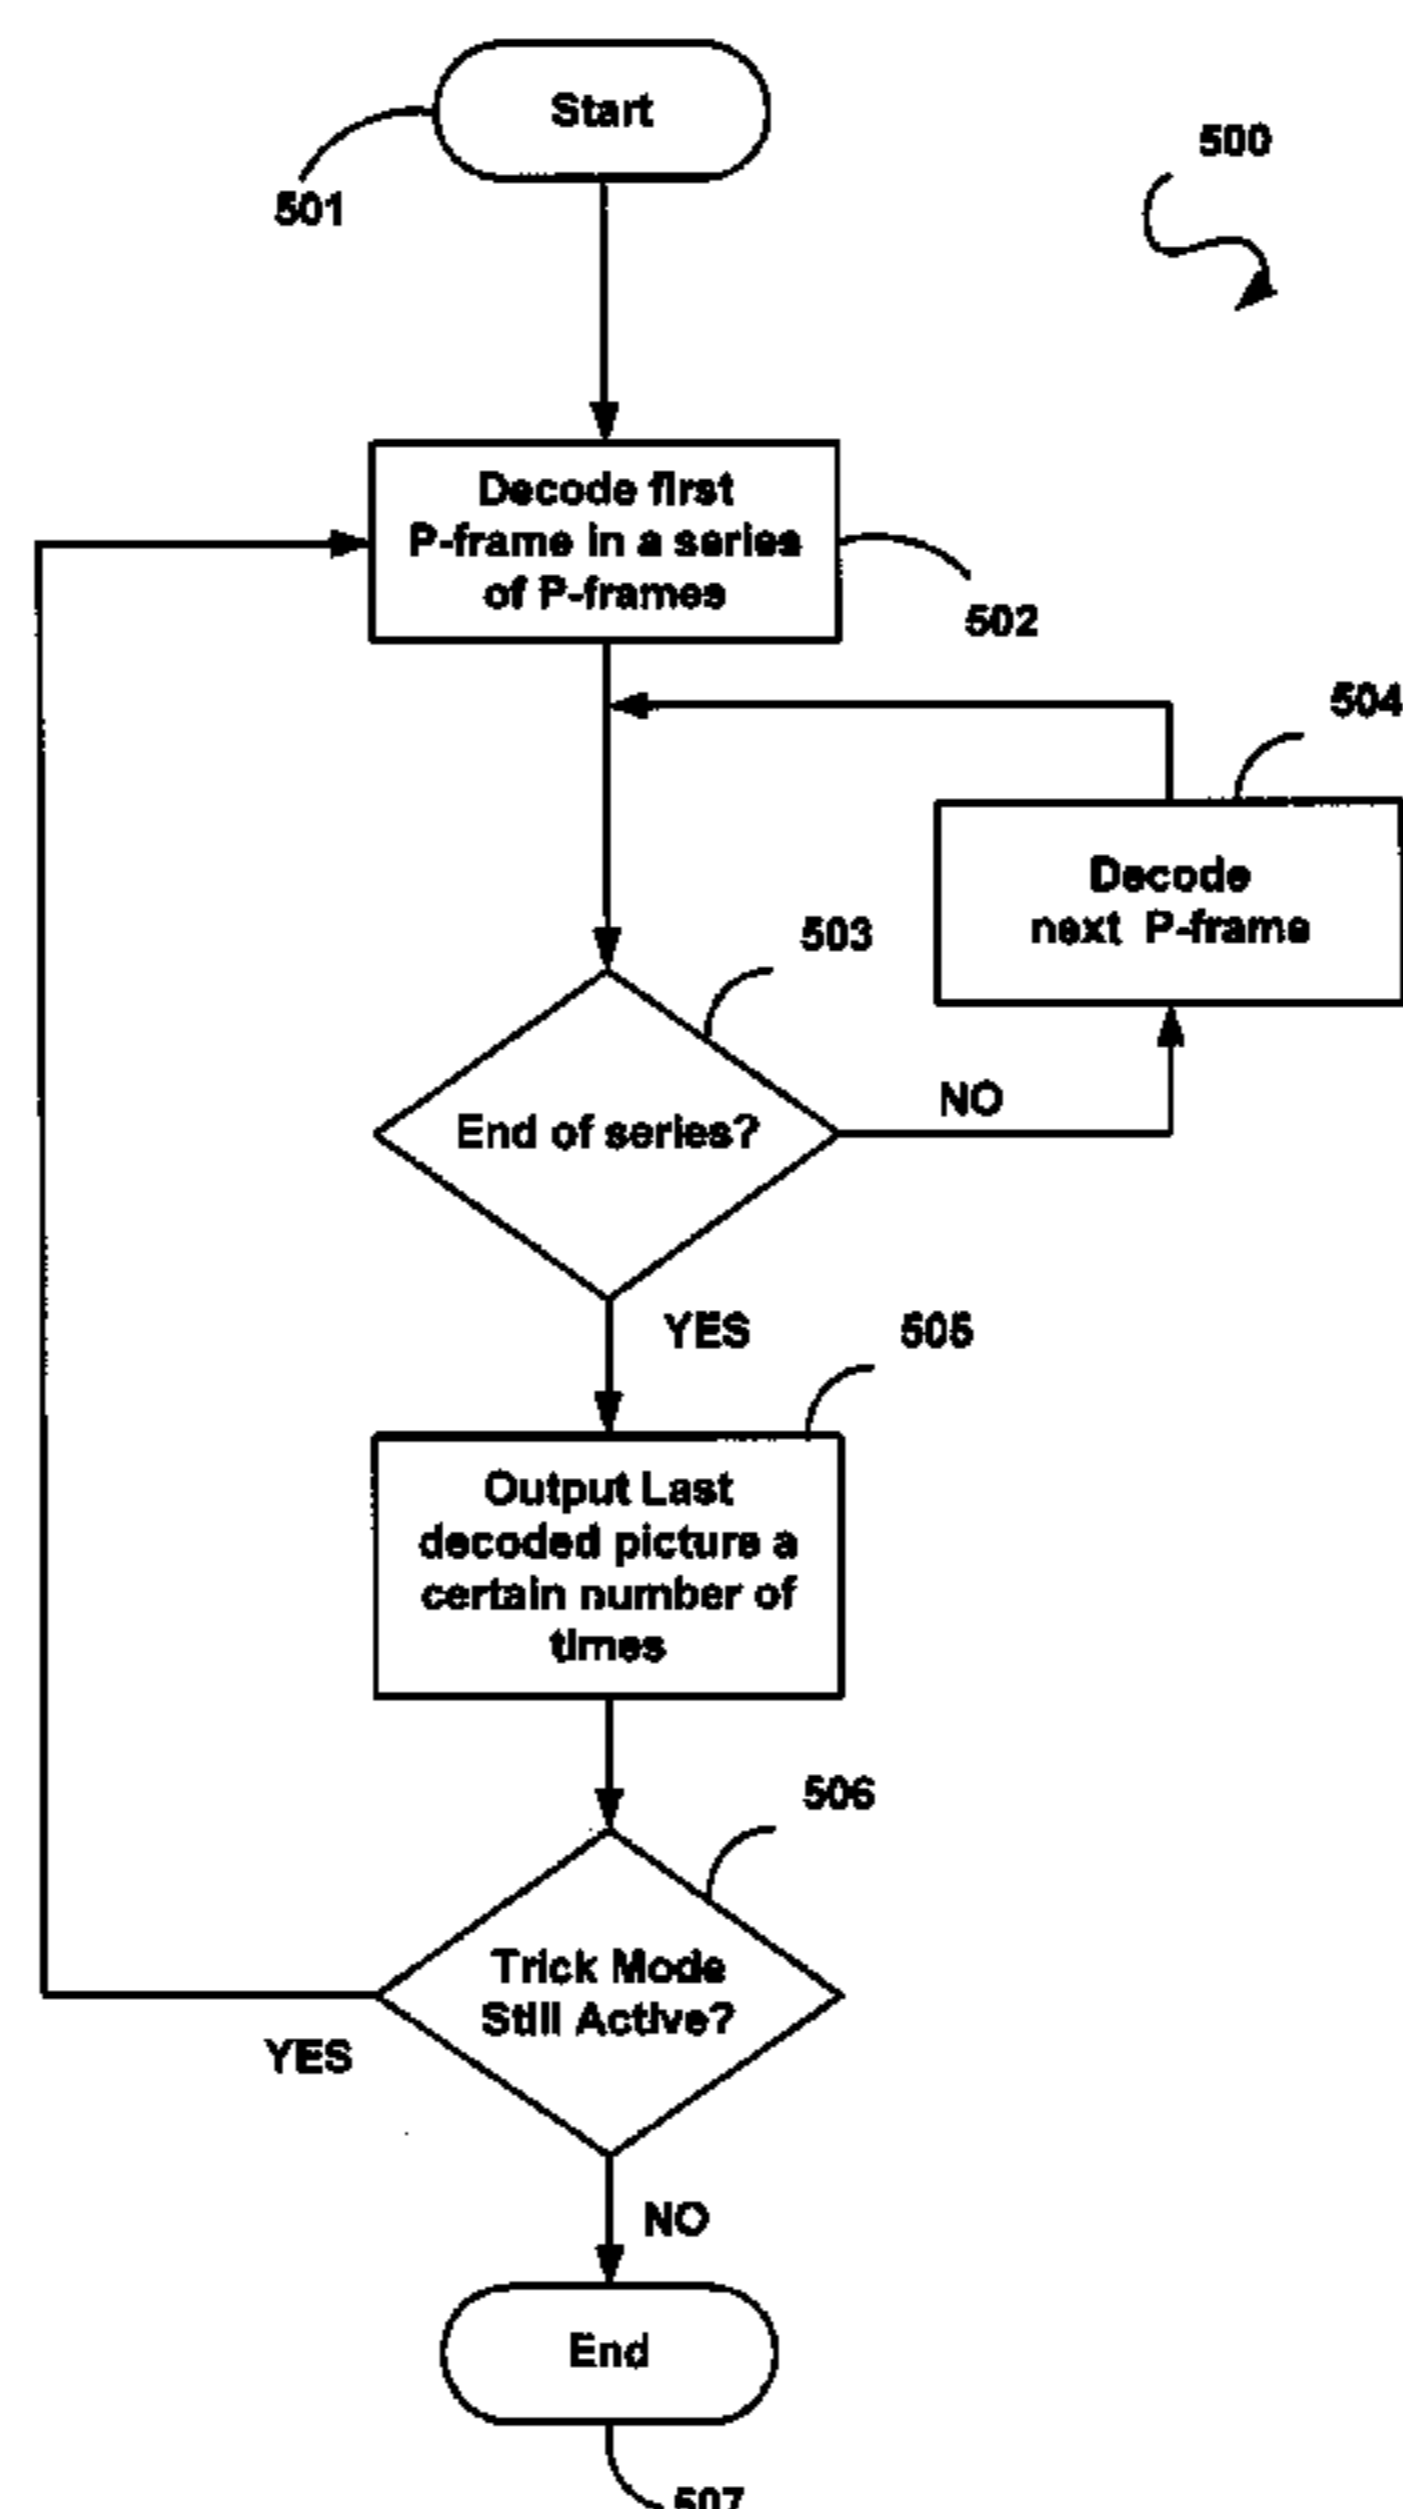 Start
500
501
Decode first
P-frame in a series
of P-frames
502
504
Decode
next P-frame
503
End of series?
NO
YES
505
Output Last
decoded picture a
certain number of
times
506
Trick Mode
Still Active?
YES
NO
End
507